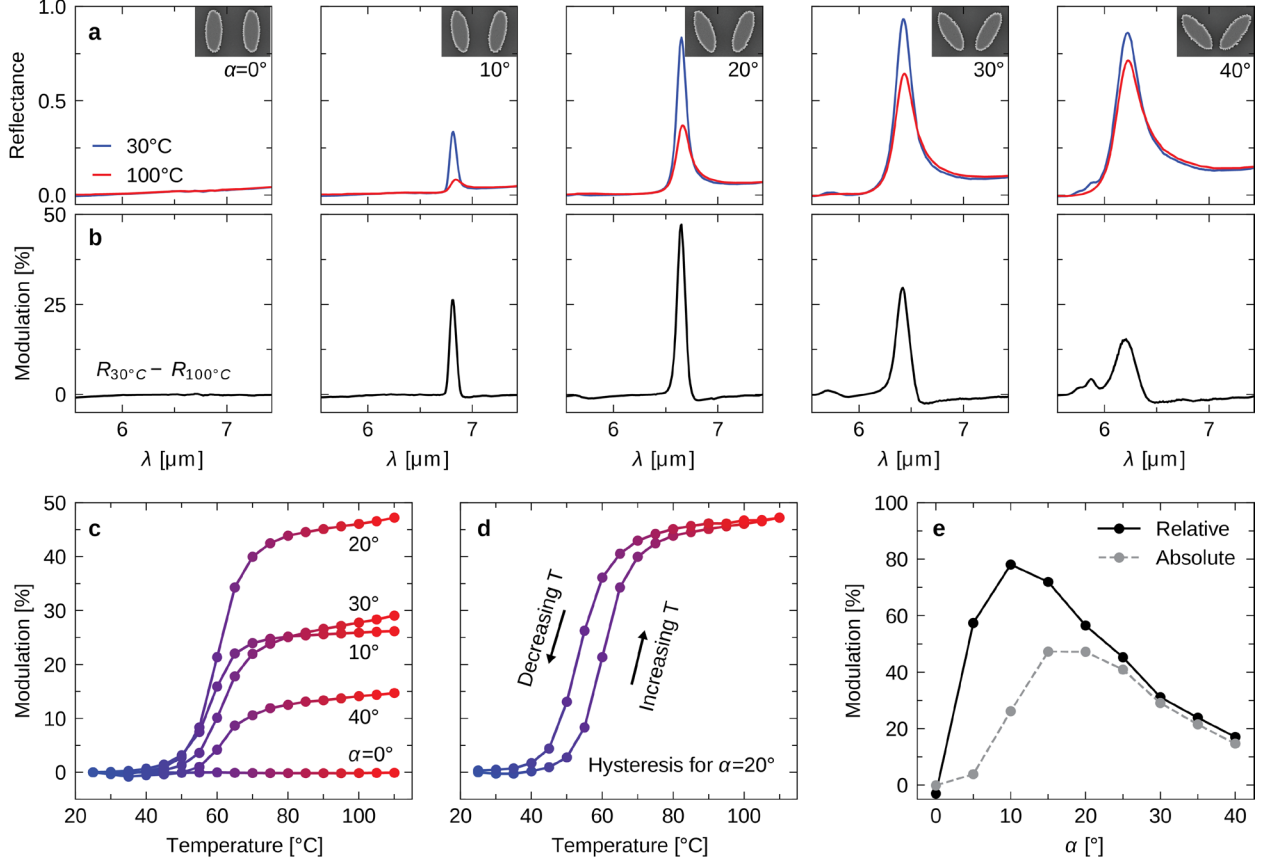 a
Reflectance
1.0
0.5
0.0
30°C
100°C
α=0°
10°
20°
30°
40°
b
Modulation [%]
50
25
0
R30°C − R100°C
6 7 6 7 6 7 6 7 6 7
λ [µm] λ [µm] λ [µm] λ [µm] λ [µm]
c
Modulation [%]
50
40
30
20
10
0
20°
30°
10°
40°
α=0°
20 40 60 80 100
Temperature [°C]
d
Decreasing T
Increasing T
Hysteresis for α=20°
20 40 60 80 100
Temperature [°C]
e
Modulation [%]
100
80
60
40
20
0
Relative
Absolute
0 10 20 30 40
α [°]